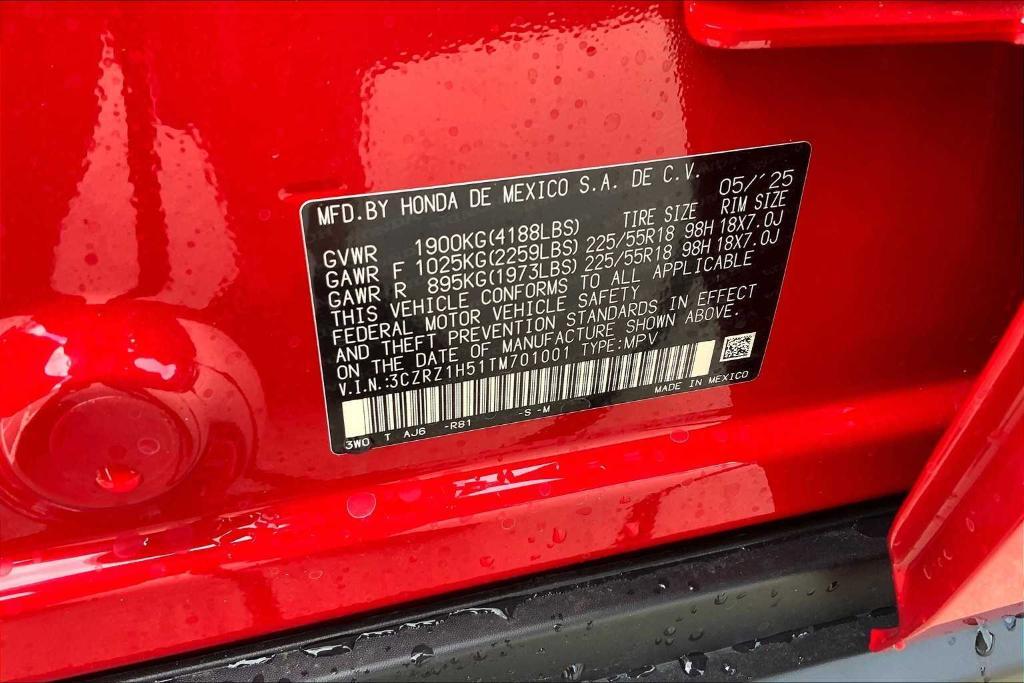 MFD.BY HONDA DE MEXICO S.A. DE C.V. 05/'25
TIRE SIZE RIM SIZE
GVWR 1900KG(4188LBS)
GAWR F 1025KG(2259LBS) 225/55R18 98H 18X7.0J
GAWR R 895KG(1973LBS) 225/55R18 98H 18X7.0J
THIS VEHICLE CONFORMS TO ALL APPLICABLE
FEDERAL MOTOR VEHICLE SAFETY
AND THEFT PREVENTION STANDARDS IN EFFECT
ON THE DATE OF MANUFACTURE SHOWN ABOVE.
V.I.N.:3CZRZ1H51TM701001 TYPE:MPV
MADE IN MEXICO
3W0 T AJ6 -R81 -S -M